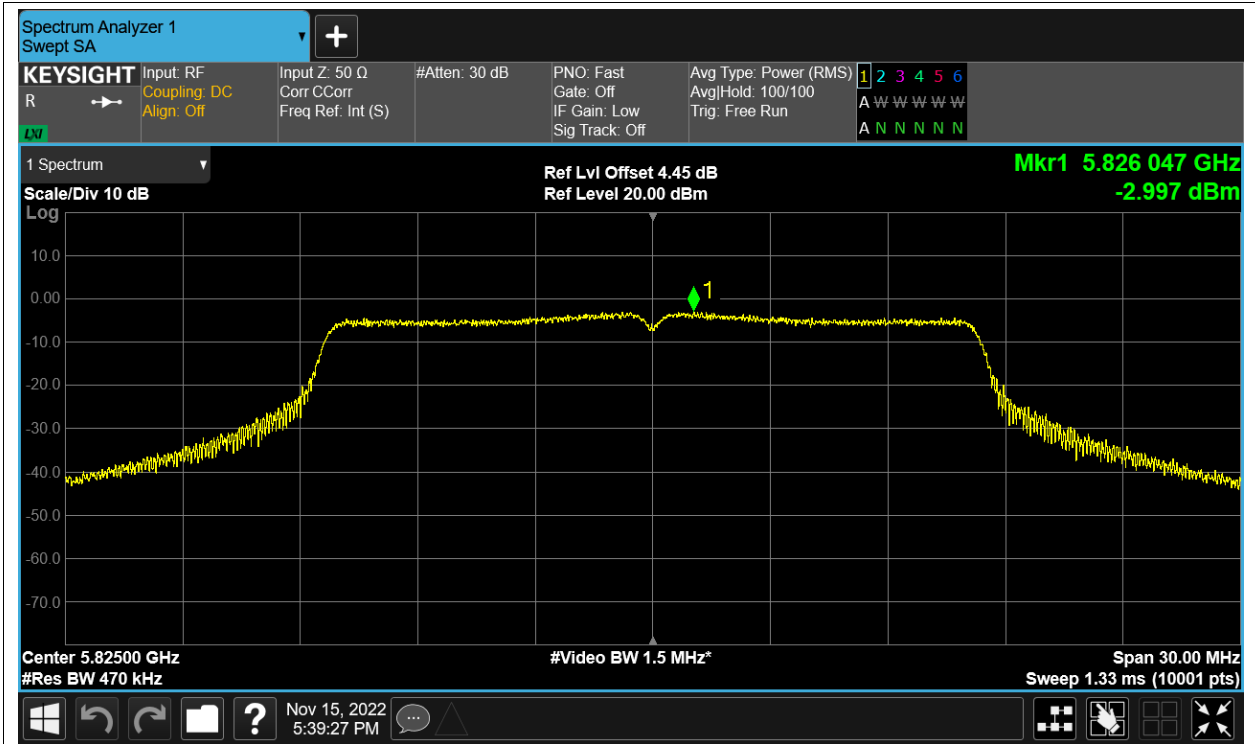 Spectrum Analyzer 1
Swept SA
KEYSIGHT
R
LXI
Input: RF
Coupling: DC
Align: Off
Input Z: 50 Ω
Corr CCorr
Freq Ref: Int (S)
#Atten: 30 dB
PNO: Fast
Gate: Off
IF Gain: Low
Sig Track: Off
Avg Type: Power (RMS)
Avg|Hold: 100/100
Trig: Free Run
1 2 3 4 5 6
A W W W W W
A N N N N N
1 Spectrum
Scale/Div 10 dB
Log
Ref Lvl Offset 4.45 dB
Ref Level 20.00 dBm
Mkr1 5.826 047 GHz
-2.997 dBm
10.0
0.00
-10.0
-20.0
-30.0
-40.0
-50.0
-60.0
-70.0
1
Center 5.82500 GHz
#Res BW 470 kHz
#Video BW 1.5 MHz*
Span 30.00 MHz
Sweep 1.33 ms (10001 pts)
?
Nov 15, 2022
5:39:27 PM